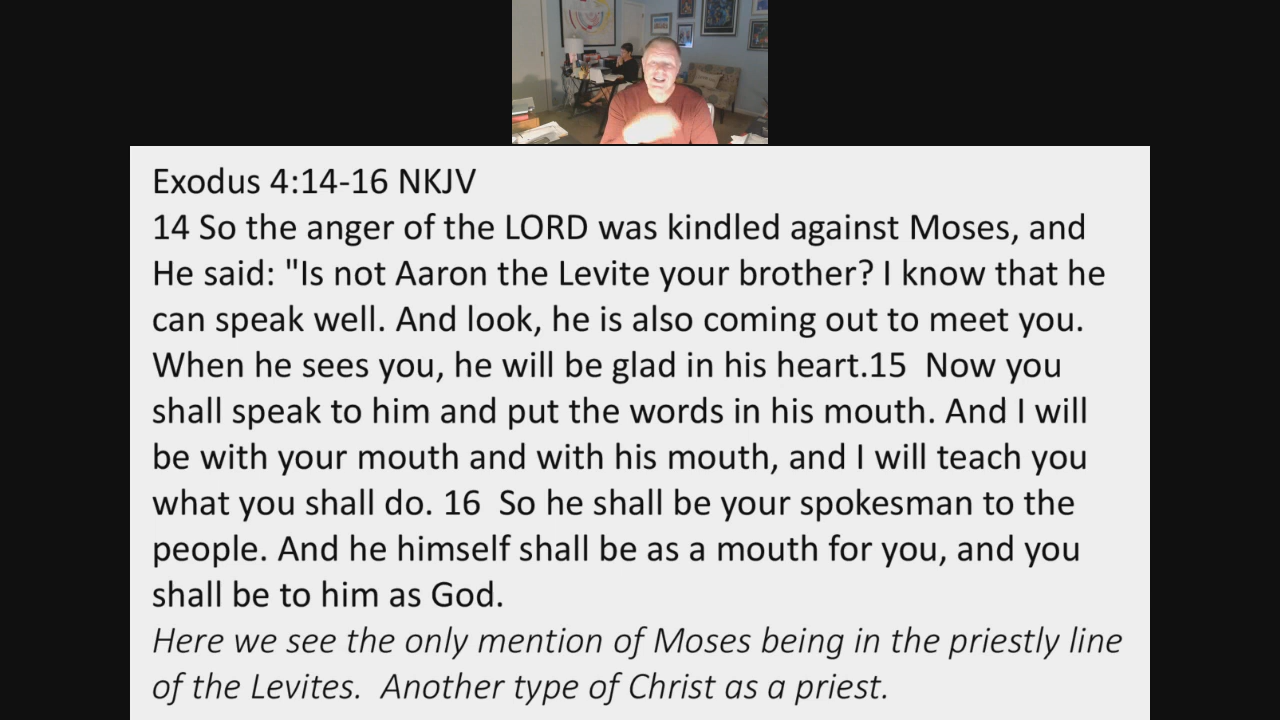 Exodus 4:14-16 NKJV
14 So the anger of the LORD was kindled against Moses, and
He said: "Is not Aaron the Levite your brother? I know that he
can speak well. And look, he is also coming out to meet you.
When he sees you, he will be glad in his heart.15  Now you
shall speak to him and put the words in his mouth. And I will
be with your mouth and with his mouth, and I will teach you
what you shall do. 16  So he shall be your spokesman to the
people. And he himself shall be as a mouth for you, and you
shall be to him as God.
Here we see the only mention of Moses being in the priestly line
of the Levites.  Another type of Christ as a priest.